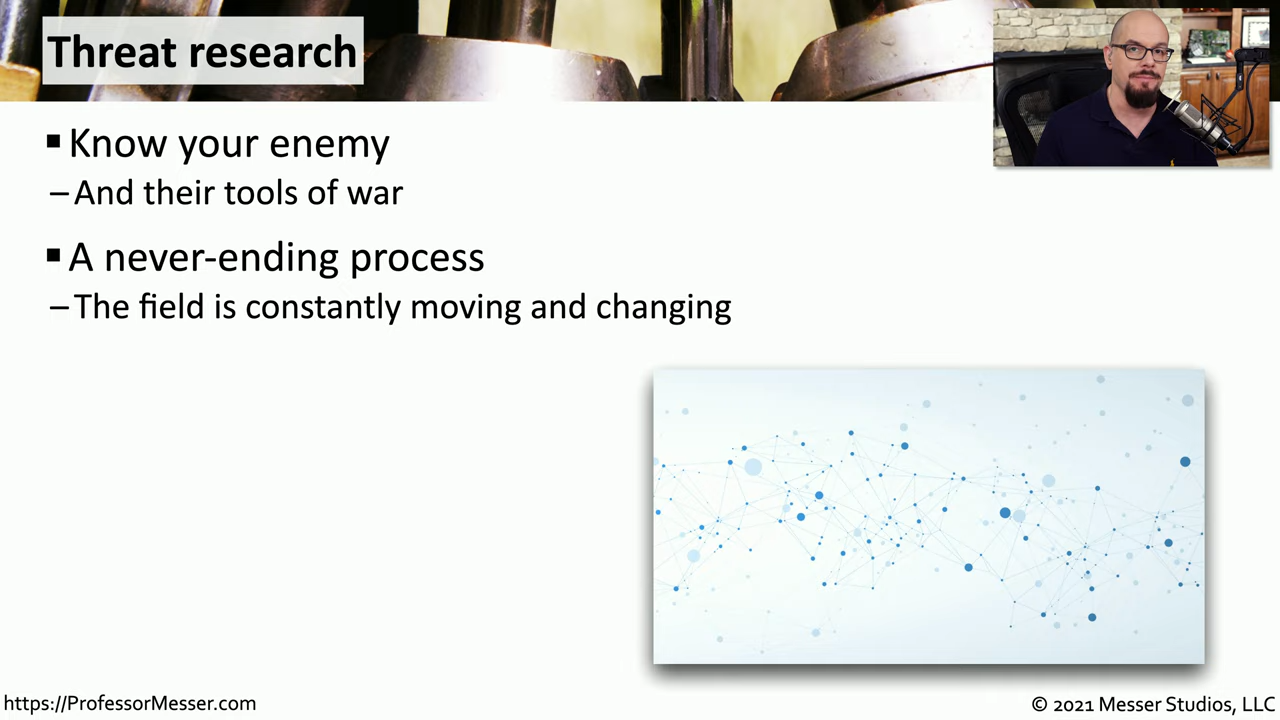 Threat research
▪ Know your enemy
– And their tools of war
▪ A never-ending process
– The field is constantly moving and changing
https://ProfessorMesser.com
© 2021 Messer Studios, LLC